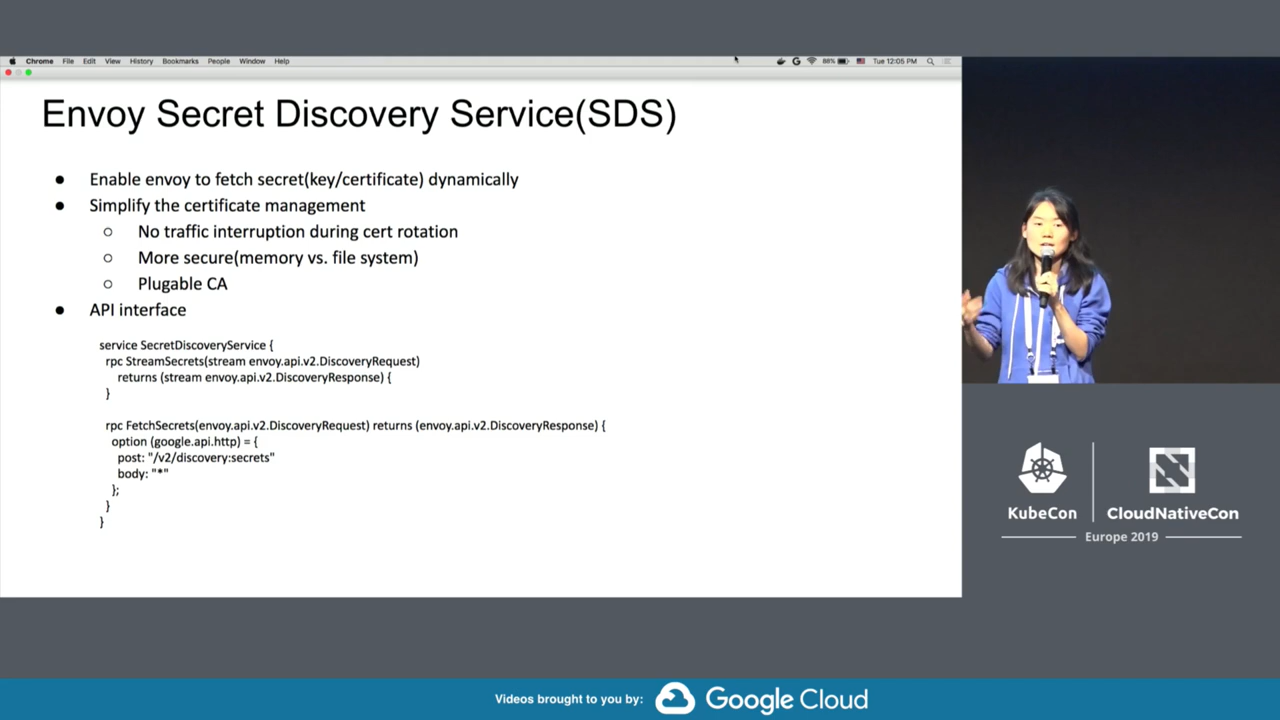 Chrome File Edit View History Bookmarks People Window Help
88% Tue 12:05 PM
Envoy Secret Discovery Service(SDS)
● Enable envoy to fetch secret(key/certificate) dynamically
● Simplify the certificate management
○ No traffic interruption during cert rotation
○ More secure(memory vs. file system)
○ Plugable CA
● API interface
service SecretDiscoveryService {
rpc StreamSecrets(stream envoy.api.v2.DiscoveryRequest)
returns (stream envoy.api.v2.DiscoveryResponse) {
}
rpc FetchSecrets(envoy.api.v2.DiscoveryRequest) returns (envoy.api.v2.DiscoveryResponse) {
option (google.api.http) = {
post: "/v2/discovery:secrets"
body: "*"
};
}
}
KubeCon
CloudNativeCon
Europe 2019
Videos brought to you by: Google Cloud